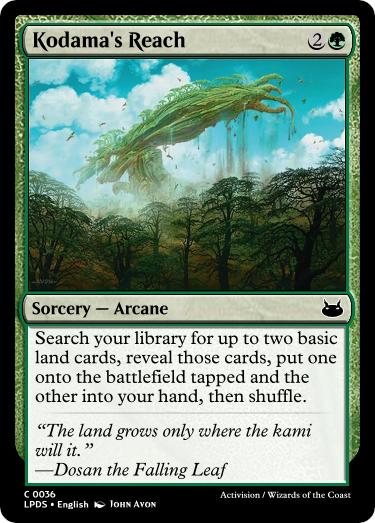 Kodama's Reach 2
Sorcery — Arcane
Search your library for up to two basic
land cards, reveal those cards, put one
onto the battlefield tapped and the
other into your hand, then shuffle.
“The land grows only where the kami
will it.”
—Dosan the Falling Leaf
C 0036
LPDS • English JOHN AVON
Activision / Wizards of the Coast